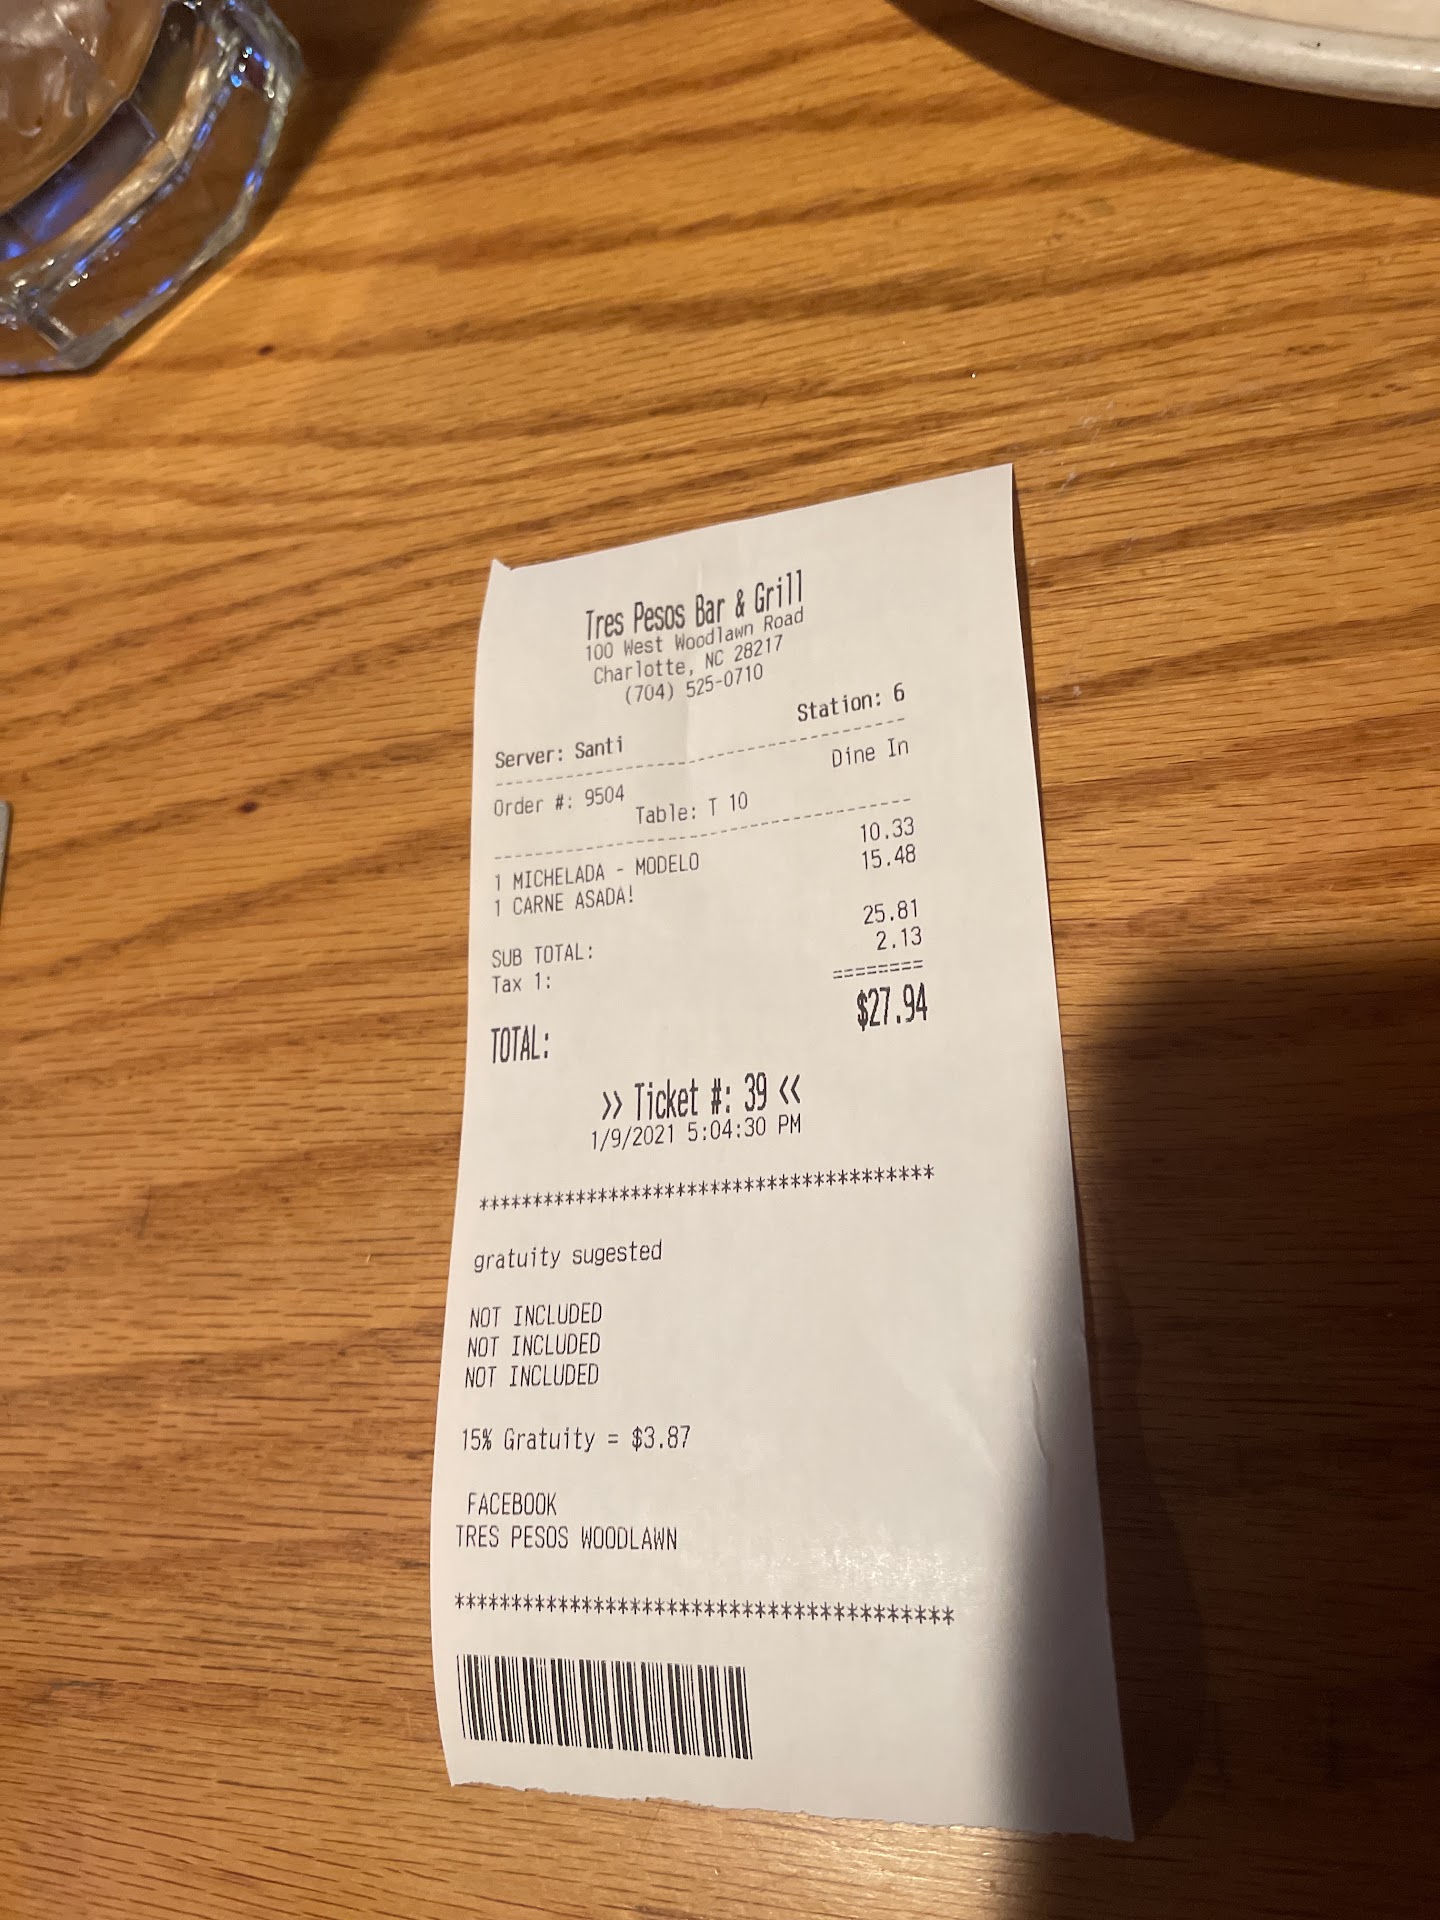 Tres Pesos Bar & Grill
100 West Woodlawn Road
Charlotte, NC 28217
(704) 525-0710
Server: Santi Station: 6
Order #: 9504 Dine In
Table: T 10
1 MICHELADA - MODELO 10.33
1 CARNE ASADA! 15.48
SUB TOTAL: 25.81
Tax 1: 2.13
========
TOTAL: $27.94
>> Ticket #: 39 <<
1/9/2021 5:04:30 PM
******************************************
gratuity sugested
NOT INCLUDED
NOT INCLUDED
NOT INCLUDED
15% Gratuity = $3.87
FACEBOOK
TRES PESOS WOODLAWN
******************************************